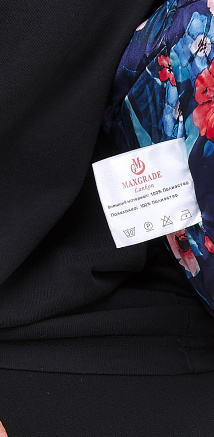 MAXGRADE
London
Внешний материал: 100% Полиэстер
Подкладка: 100% Полиэстер